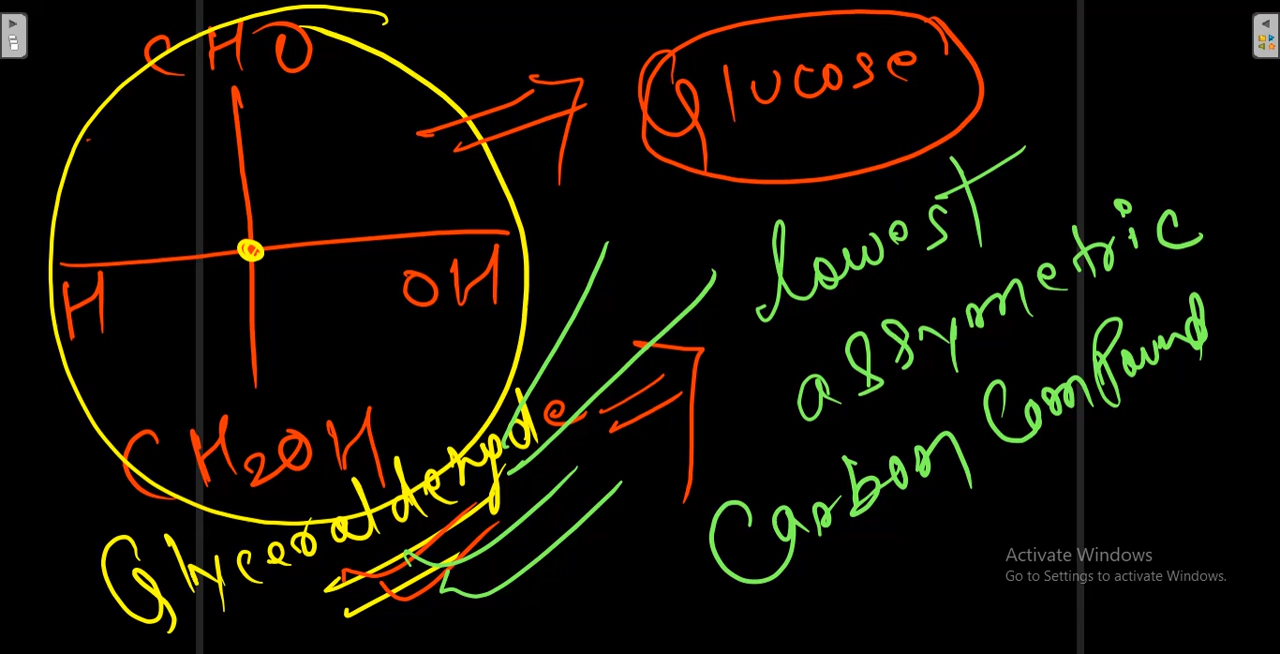 CHO
Glucose
H
OH
CH2OH
Glyceraldehyde
lowest
assymetric
Carbon Compound
Activate Windows
Go to Settings to activate Windows.